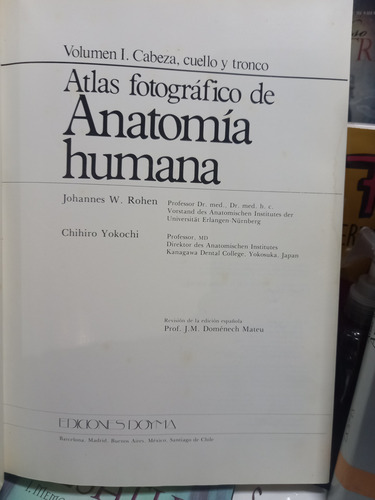 Volumen I. Cabeza, cuello y tronco
Atlas fotográfico de
Anatomía
humana
Johannes W. Rohen
Professor Dr. med., Dr. med. h. c.
Vorstand des Anatomischen Institutes der
Universität Erlangen-Nürnberg
Chihiro Yokochi
Professor, MD
Direktor des Anatomischen Institutes
Kanagawa Dental College, Yokosuka, Japan
Revisión de la edición española
Prof. J.M. Doménech Mateu
EDICIONES DOYMA
Barcelona, Madrid, Buenos Aires, México, Santiago de Chile